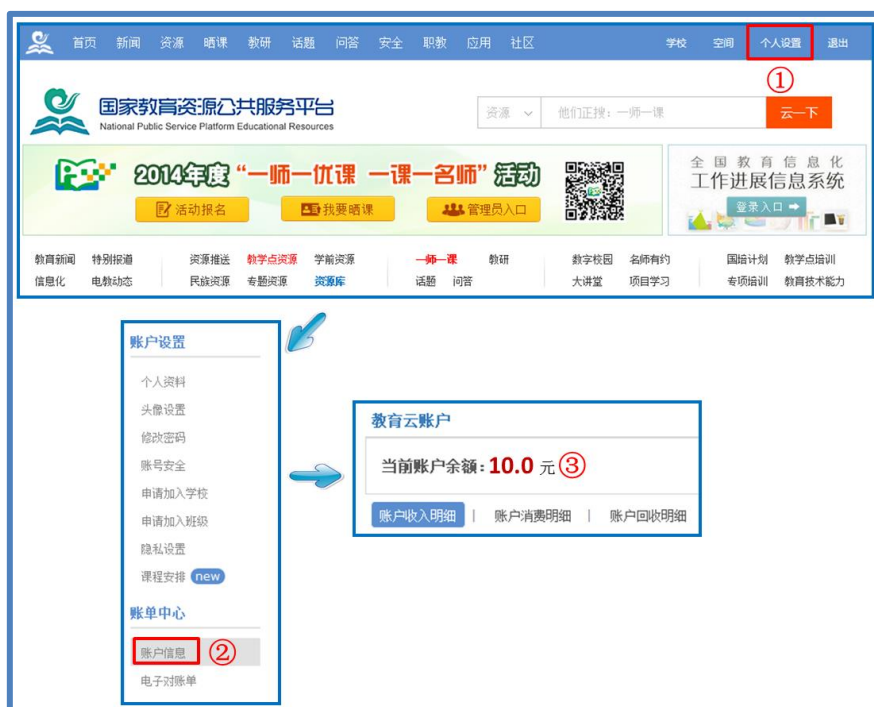 首页 新闻 资源 晒课 教研 话题 问答 安全 职教 应用 社区 学校 空间 个人设置 退出
①
国家教育资源公共服务平台
National Public Service Platform Educational Resources
资源 他们正搜：一师一课 云一下
2014年度“一师一优课 一课一名师”活动
活动报名 我要晒课 管理员入口
全国教育信息化
工作进展信息系统
登录入口
教育新闻 特别报道 资源推送 教学点资源 学前资源 一师一课 教研 数字校园 名师有约 国培计划 教学点培训
信息化 电教动态 民族资源 专题资源 资源库 话题 问答 大讲堂 项目学习 专项培训 教育技术能力
账户设置
个人资料
头像设置
修改密码
账号安全
申请加入学校
申请加入班级
隐私设置
课程安排 new
账单中心
账户信息 ②
电子对账单
教育云账户
当前账户余额：10.0 元 ③
账户收入明细 | 账户消费明细 | 账户回收明细